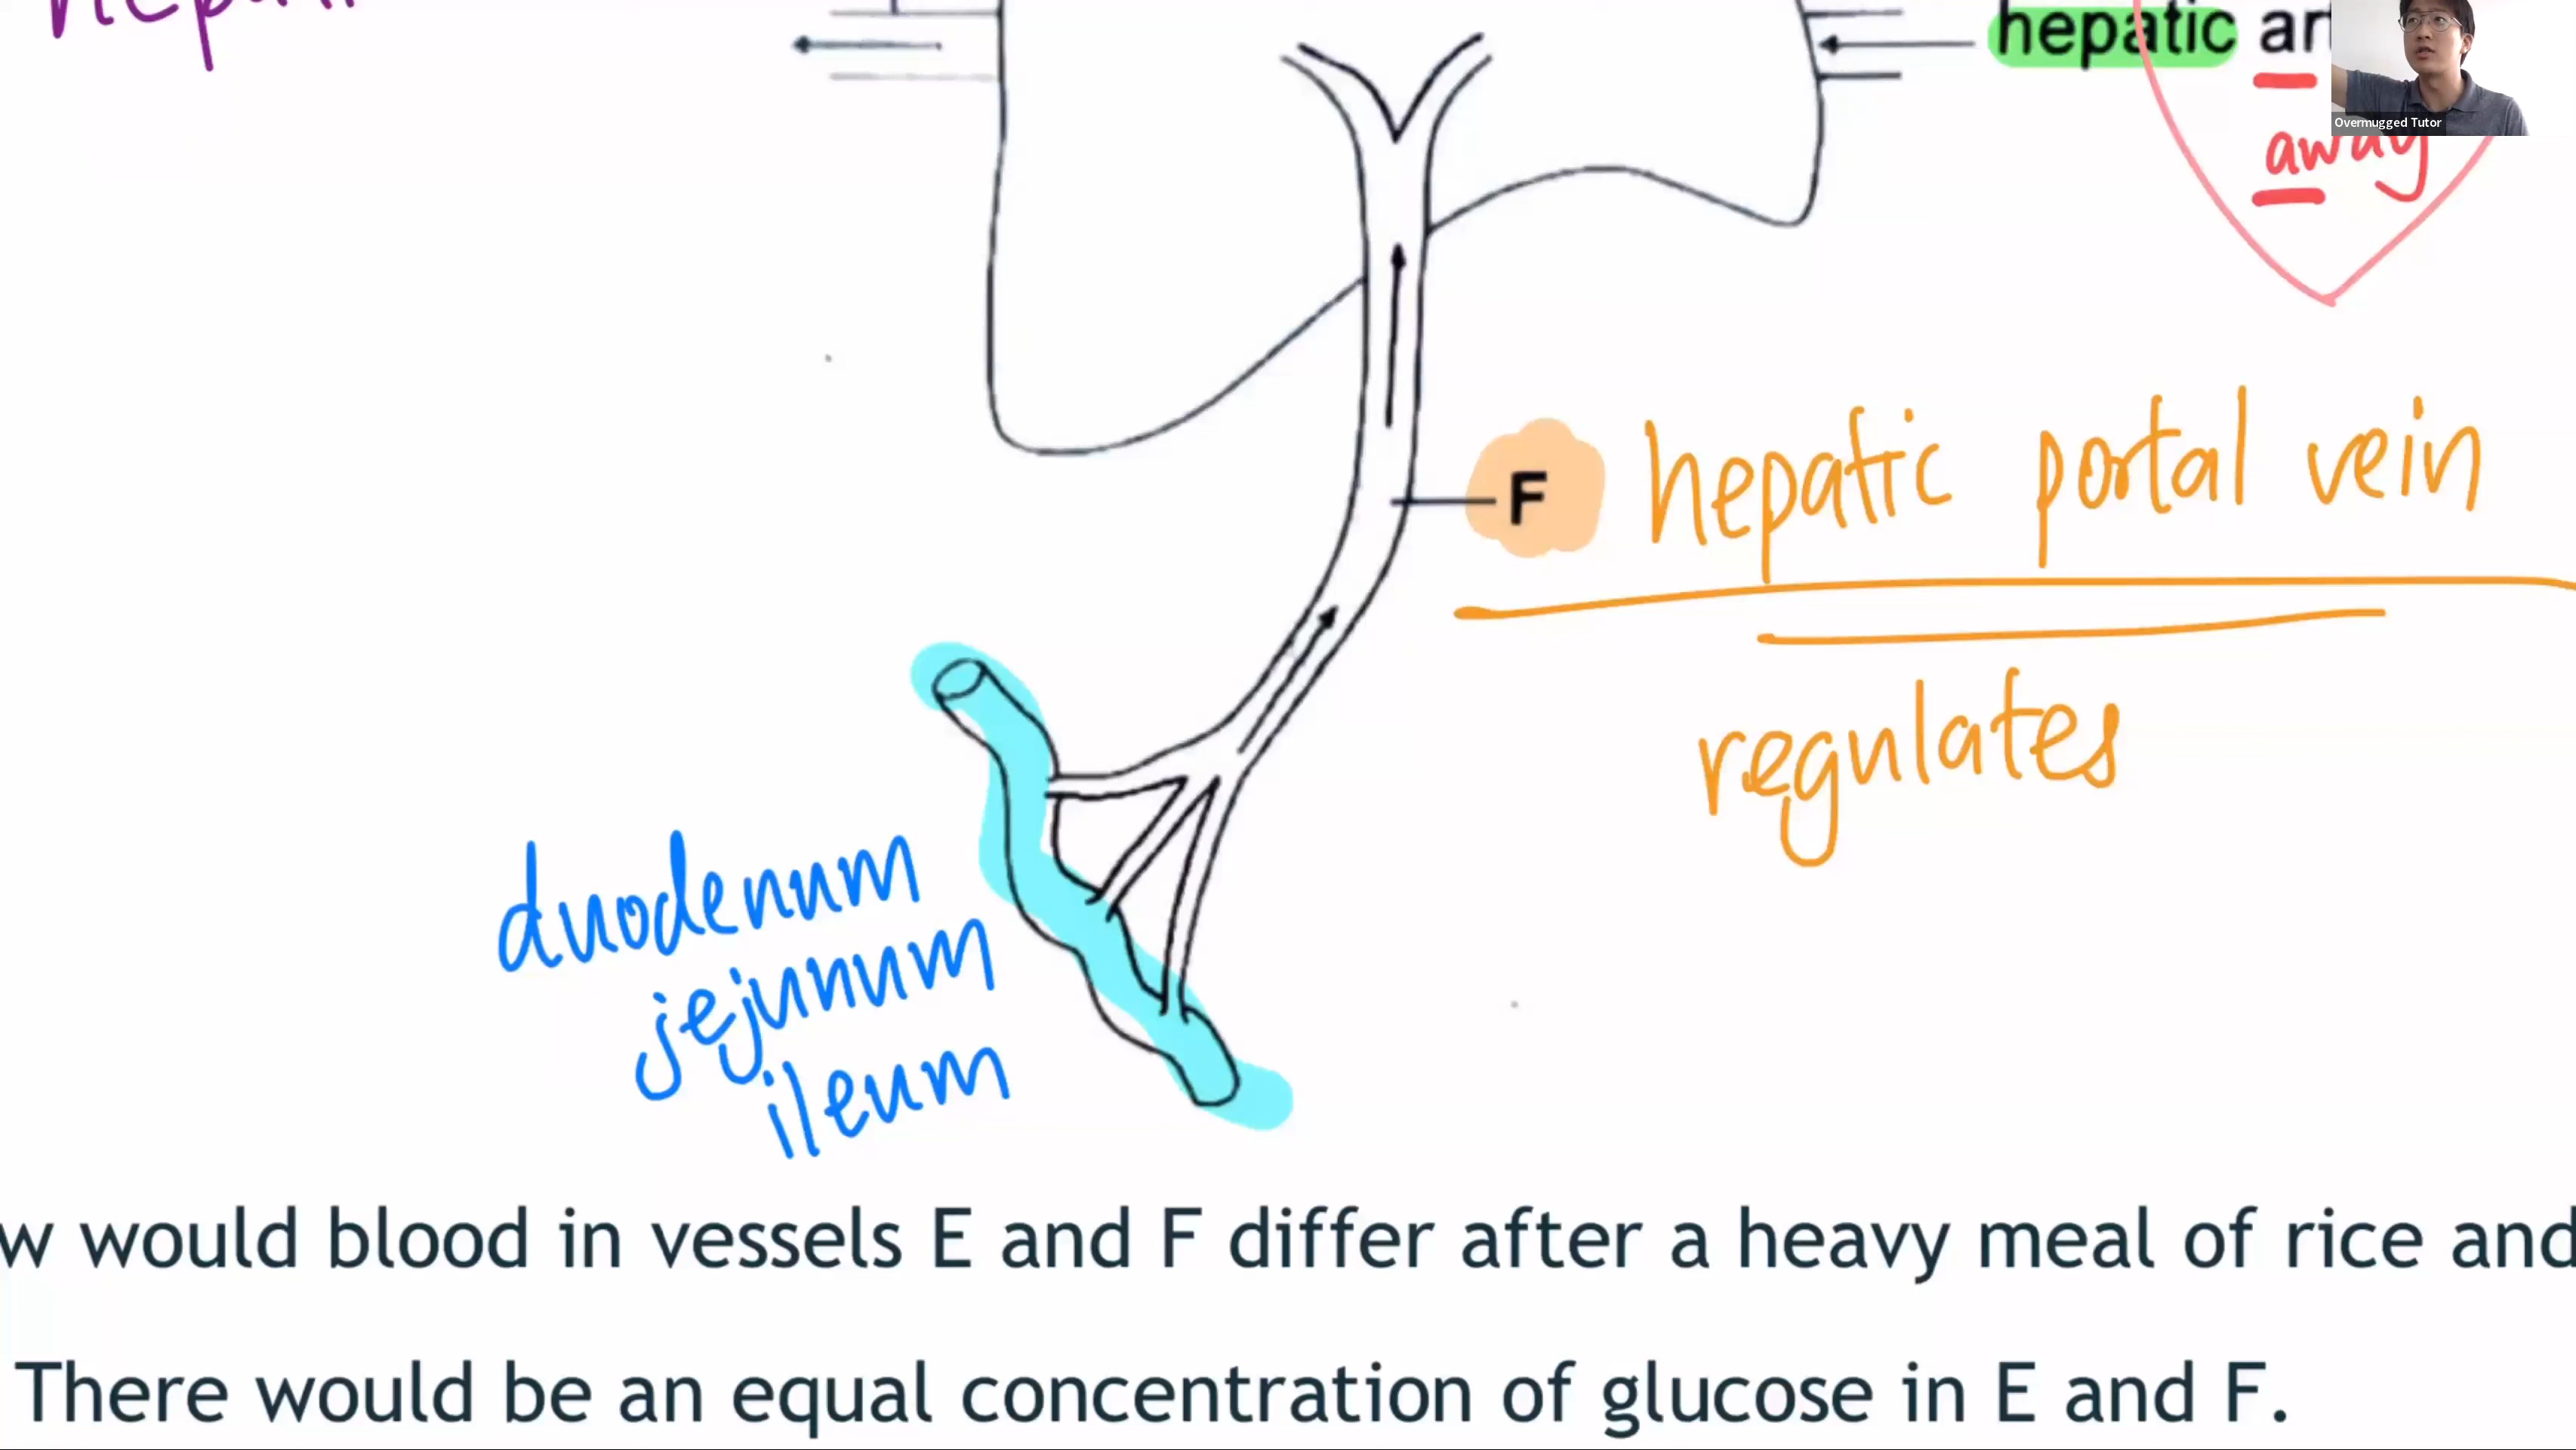 hepatic
Overmugged Tutor
away
F hepatic portal vein
regulates
duodenum
jejunum
ileum
would blood in vessels E and F differ after a heavy meal of rice and
There would be an equal concentration of glucose in E and F.